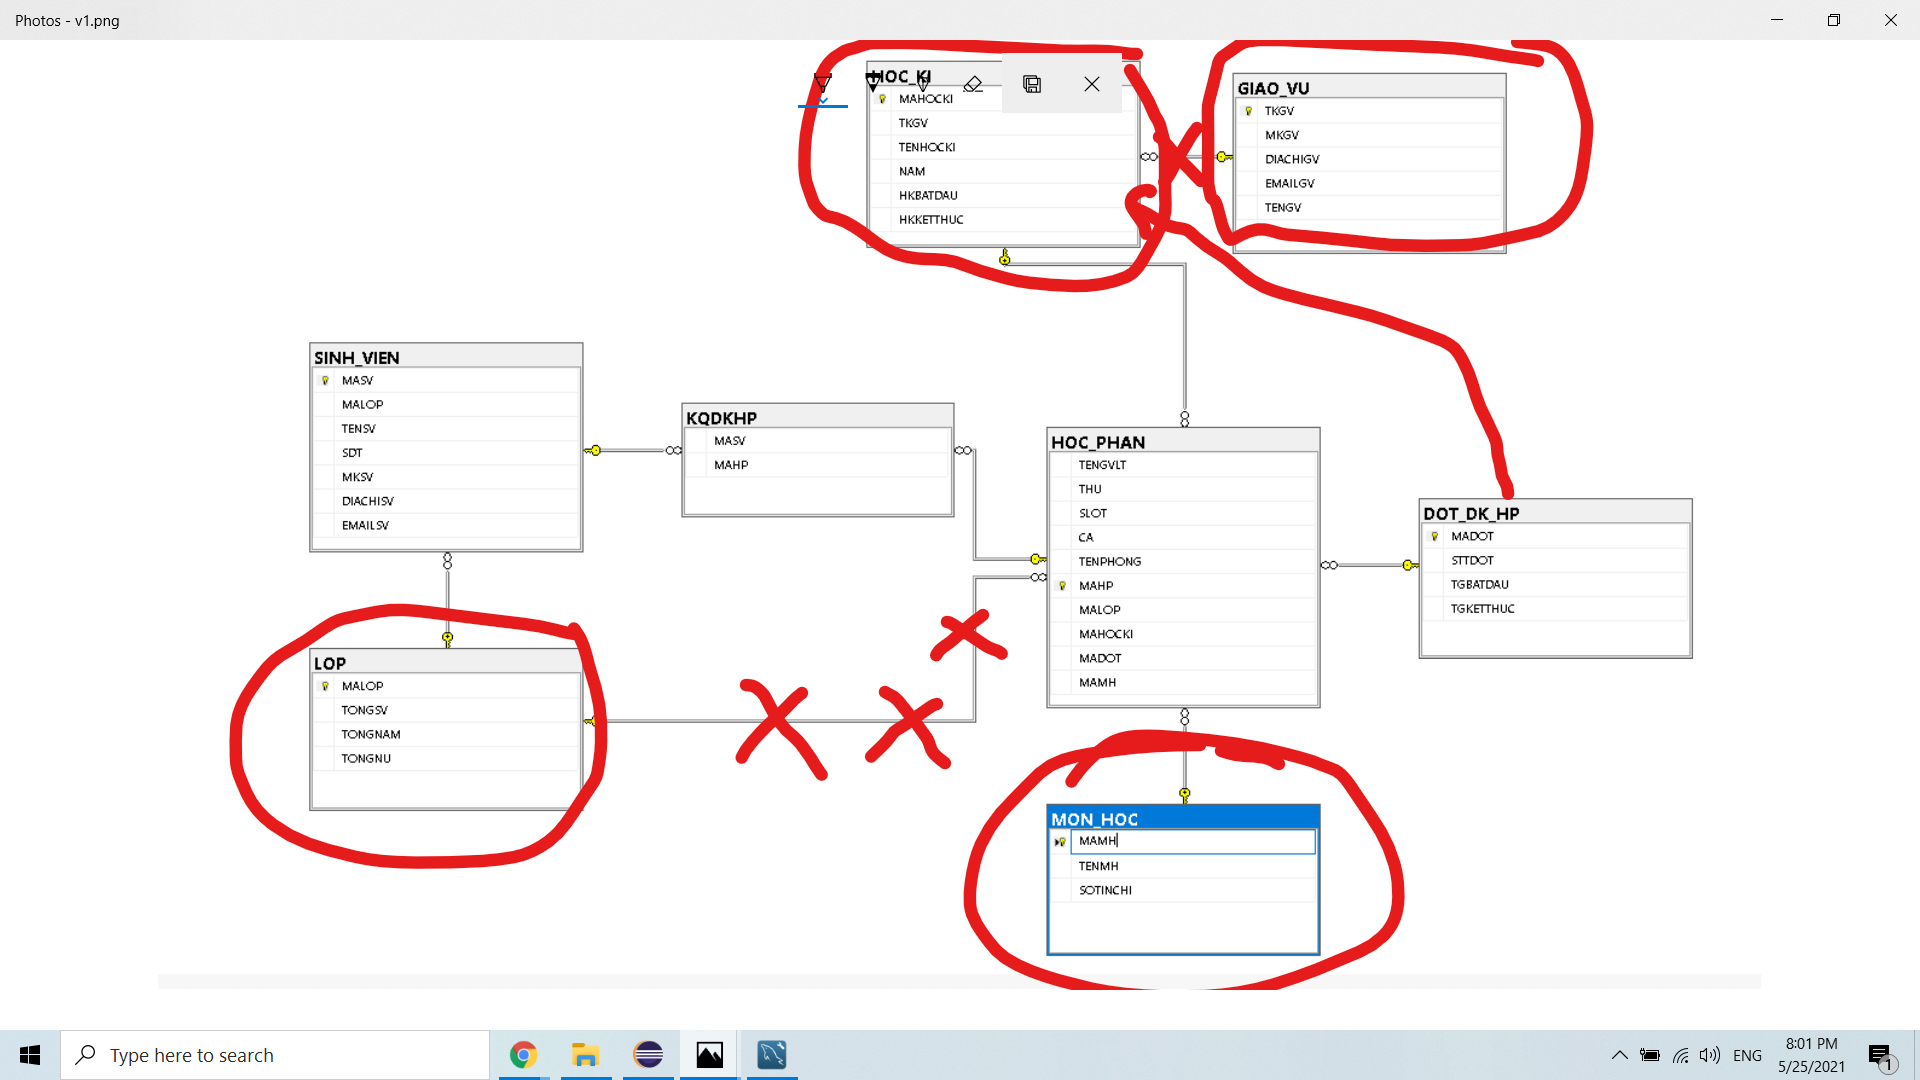 Photos - v1.png
HOC_KI
MAHOCKI
TKGV
TENHOCKI
NAM
HKBATDAU
HKKETTHUC
GIAO_VU
TKGV
MKGV
DIACHIGV
EMAILGV
TENGV
SINH_VIEN
MASV
MALOP
TENSV
SDT
MKSV
DIACHISV
EMAILSV
KQDKHP
MASV
MAHP
HOC_PHAN
TENGVLT
THU
SLOT
CA
TENPHONG
MAHP
MALOP
MAHOCKI
MADOT
MAMH
DOT_DK_HP
MADOT
STTDOT
TGBATDAU
TGKETTHUC
LOP
MALOP
TONGSV
TONGNAM
TONGNU
MON_HOC
MAMH
TENMH
SOTINCHI
Type here to search
ENG
8:01 PM
5/25/2021
1